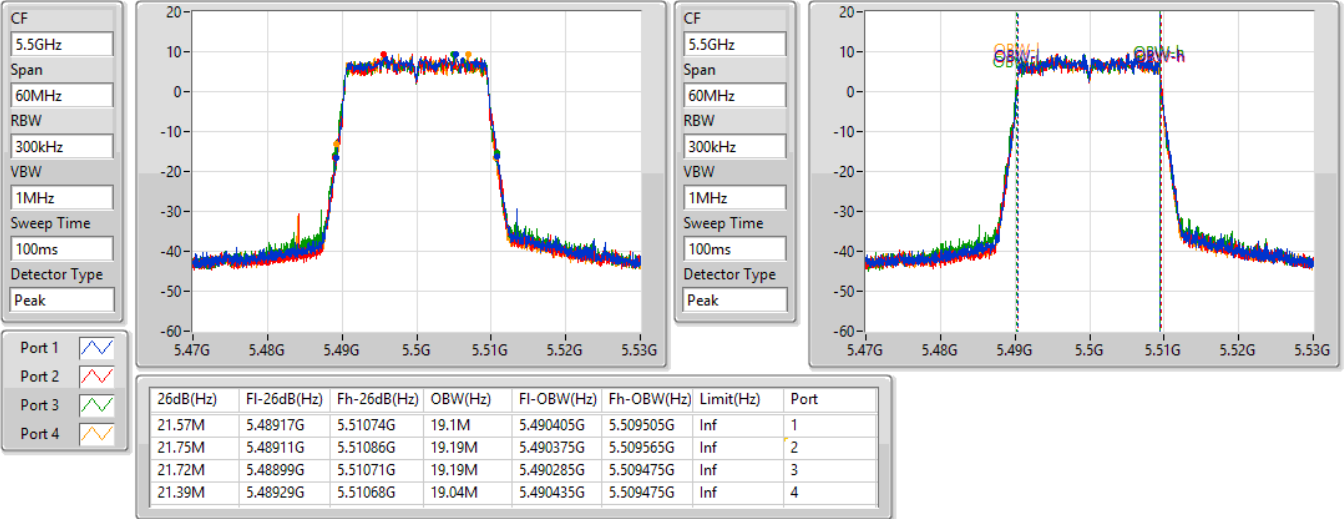 CF
5.5GHz
Span
60MHz
RBW
300kHz
VBW
1MHz
Sweep Time
100ms
Detector Type
Peak
20
10
0
-10
-20
-30
-40
-50
-60
5.47G 5.48G 5.49G 5.5G 5.51G 5.52G 5.53G
CF
5.5GHz
Span
60MHz
RBW
300kHz
VBW
1MHz
Sweep Time
100ms
Detector Type
Peak
20
10
0
-10
-20
-30
-40
-50
-60
OBW-h
5.47G 5.48G 5.49G 5.5G 5.51G 5.52G 5.53G
Port 1
Port 2
Port 3
Port 4
26dB(Hz) Fl-26dB(Hz) Fh-26dB(Hz) OBW(Hz) Fl-OBW(Hz) Fh-OBW(Hz) Limit(Hz) Port
21.57M 5.48917G 5.51074G 19.1M 5.490405G 5.509505G Inf 1
21.75M 5.48911G 5.51086G 19.19M 5.490375G 5.509565G Inf 2
21.72M 5.48899G 5.51071G 19.19M 5.490285G 5.509475G Inf 3
21.39M 5.48929G 5.51068G 19.04M 5.490435G 5.509475G Inf 4